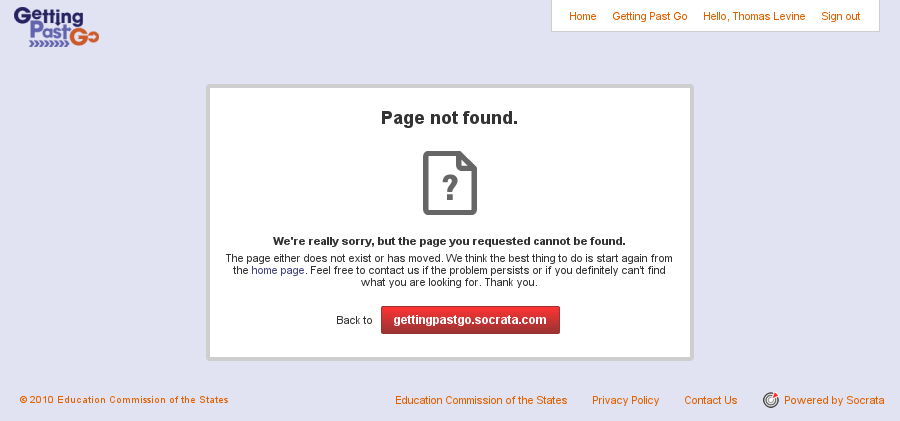 Getting
Past Go
Home Getting Past Go Hello, Thomas Levine Sign out
Page not found.
?
We're really sorry, but the page you requested cannot be found.
The page either does not exist or has moved. We think the best thing to do is start again from
the home page. Feel free to contact us if the problem persists or if you definitely can't find
what you are looking for. Thank you.
Back to gettingpastgo.socrata.com
© 2010 Education Commission of the States Education Commission of the States Privacy Policy Contact Us Powered by Socrata